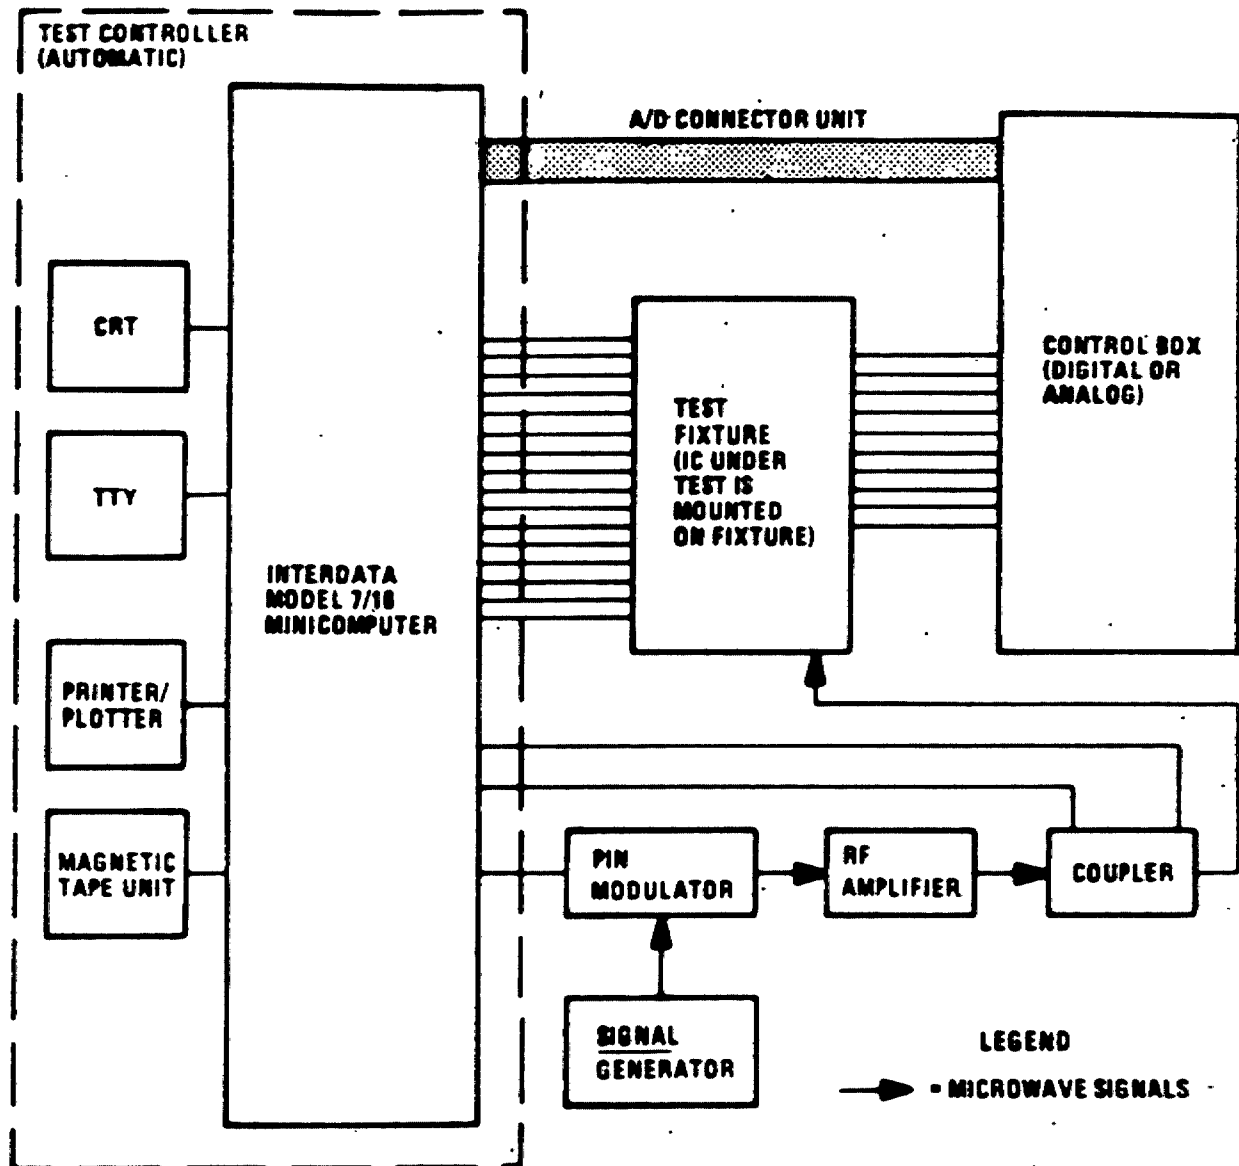 TEST CONTROLLER
(AUTOMATIC)
A/D CONNECTOR UNIT
CRT
TTY
PRINTER/
PLOTTER
MAGNETIC
TAPE UNIT
INTERDATA
MODEL 7/16
MINICOMPUTER
TEST
FIXTURE
(IC UNDER
TEST IS
MOUNTED
ON FIXTURE)
CONTROL BOX
(DIGITAL OR
ANALOG)
PIN
MODULATOR
RF
AMPLIFIER
COUPLER
SIGNAL
GENERATOR
LEGEND
= MICROWAVE SIGNALS